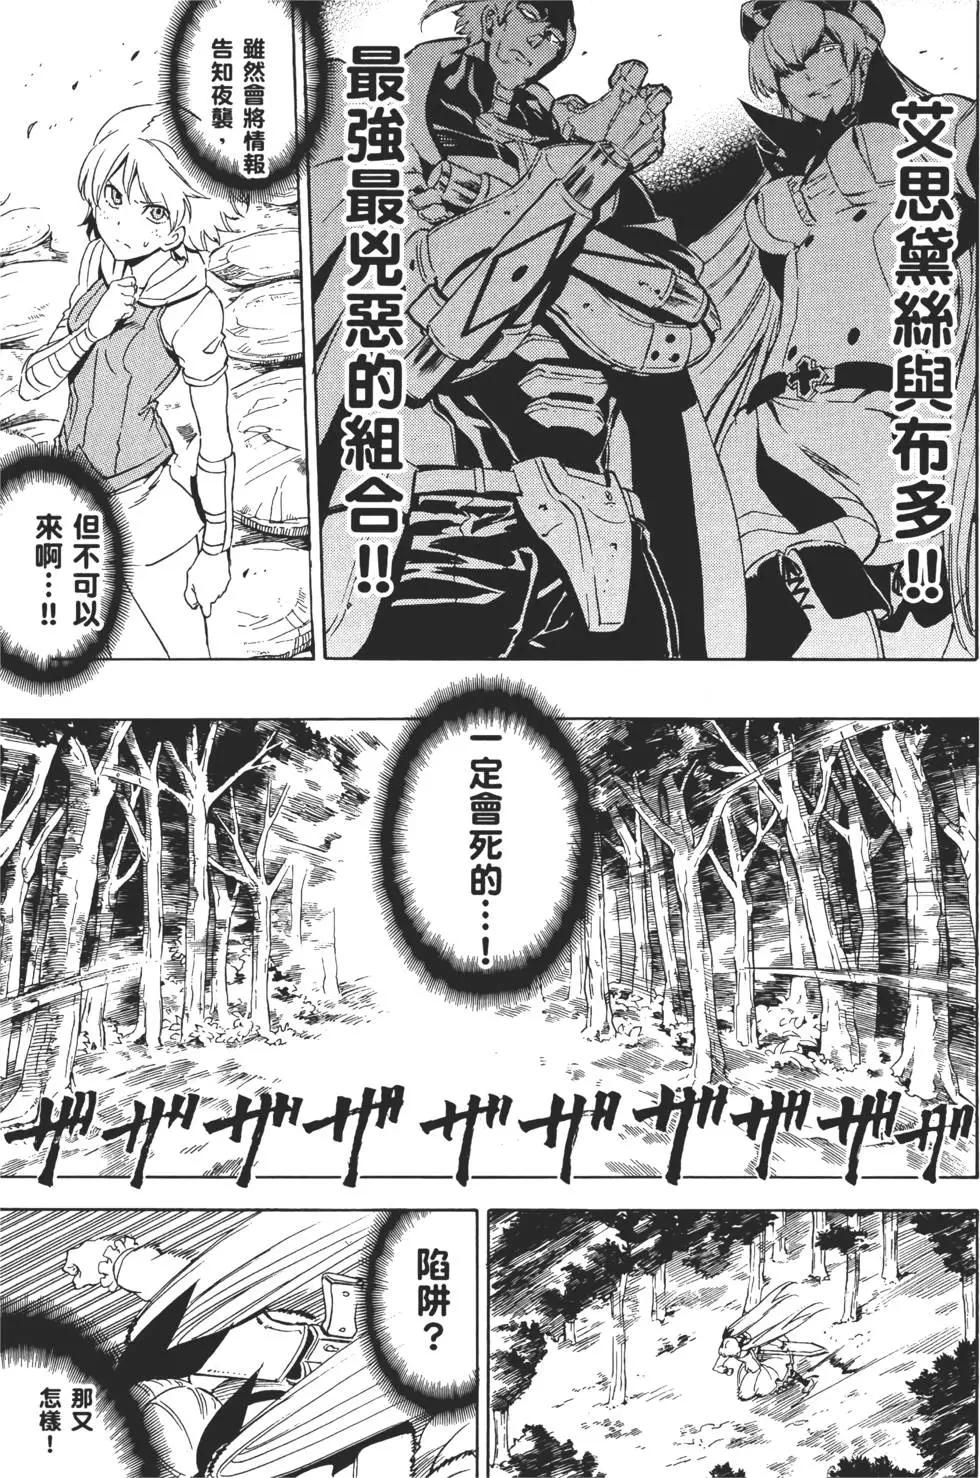 艾思黛絲與布多!!
最強最兇惡的組合!!
雖然會將情報
告知夜襲，
但不可以
來啊…!!
一定會死的…!
ザザザザザザザザザザ
陷阱？
那又
怎樣！